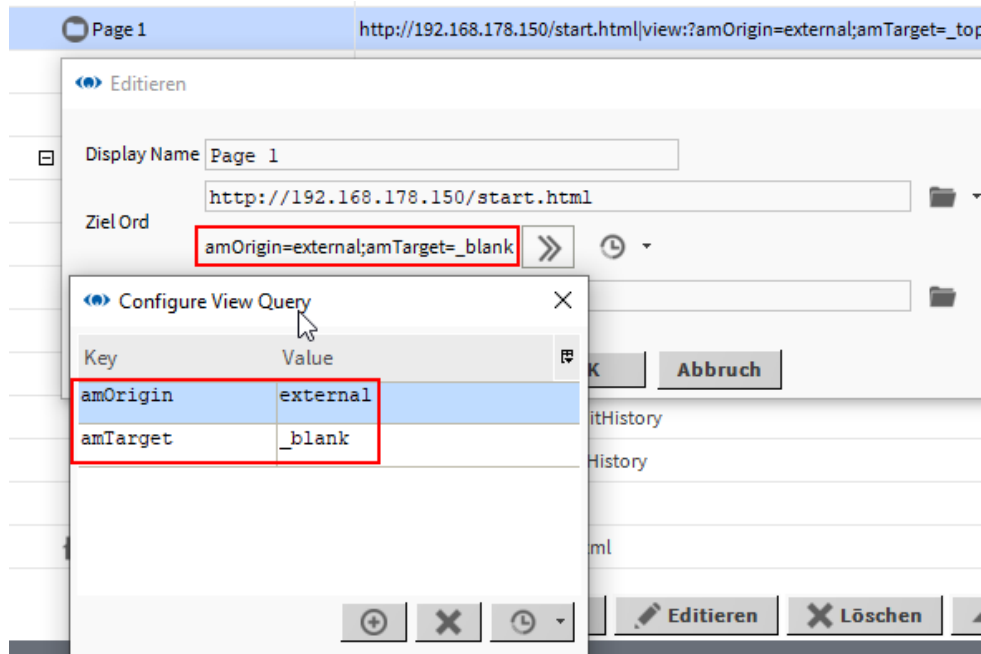 Page 1 http://192.168.178.150/start.html|view:?amOrigin=external;amTarget=_top
Editieren
Display Name Page 1
http://192.168.178.150/start.html
Ziel Ord
amOrigin=external;amTarget=_blank
Configure View Query
Key Value
amOrigin external
amTarget _blank
K Abbruch
itHistory
History
ml
Editieren Löschen